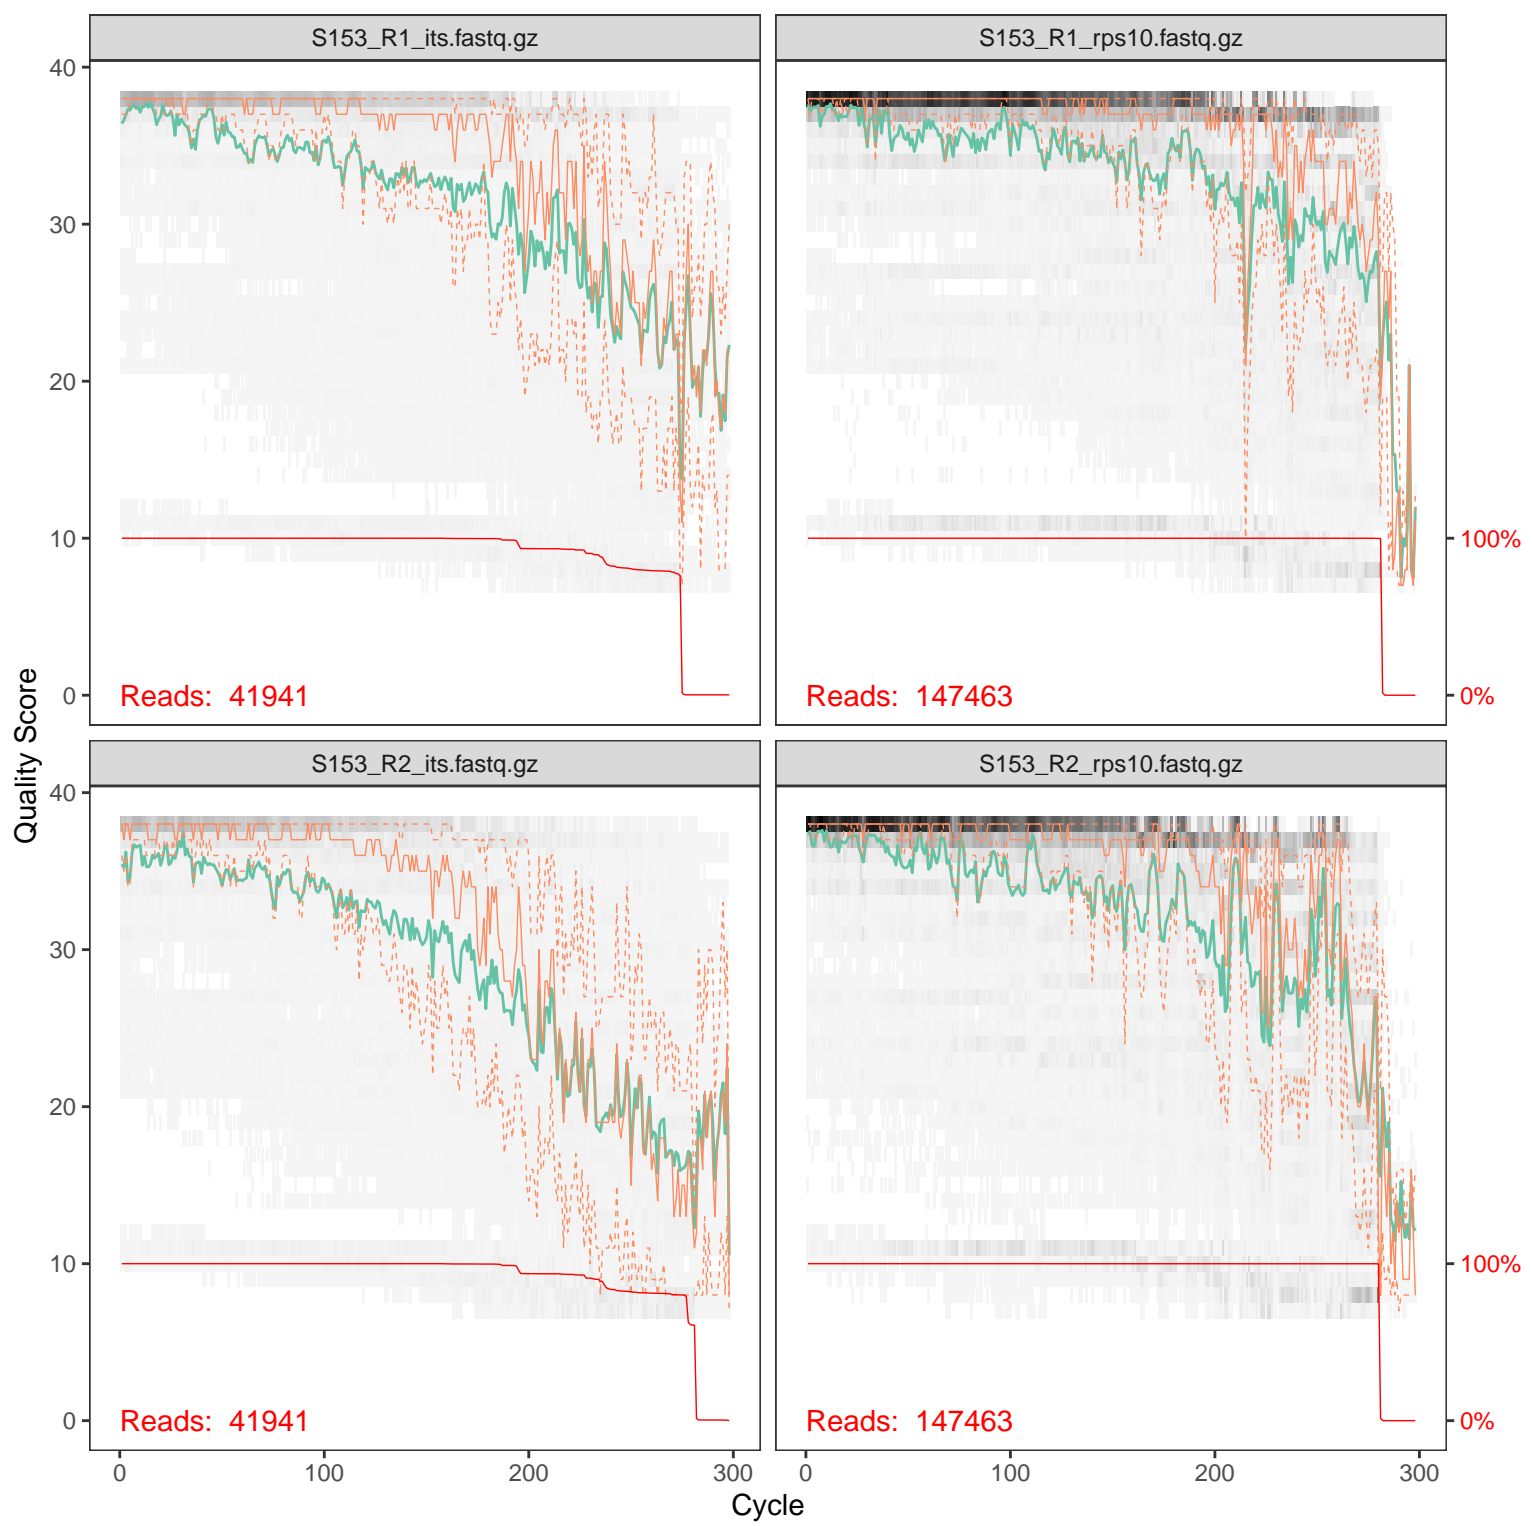 S153_R1_its.fastq.gz
S153_R1_rps10.fastq.gz
40
30
20
10
0
100%
0%
Reads: 41941
Reads: 147463
Quality Score
S153_R2_its.fastq.gz
S153_R2_rps10.fastq.gz
40
30
20
10
0
100%
0%
Reads: 41941
Reads: 147463
0 100 200 300 0 100 200 300
Cycle